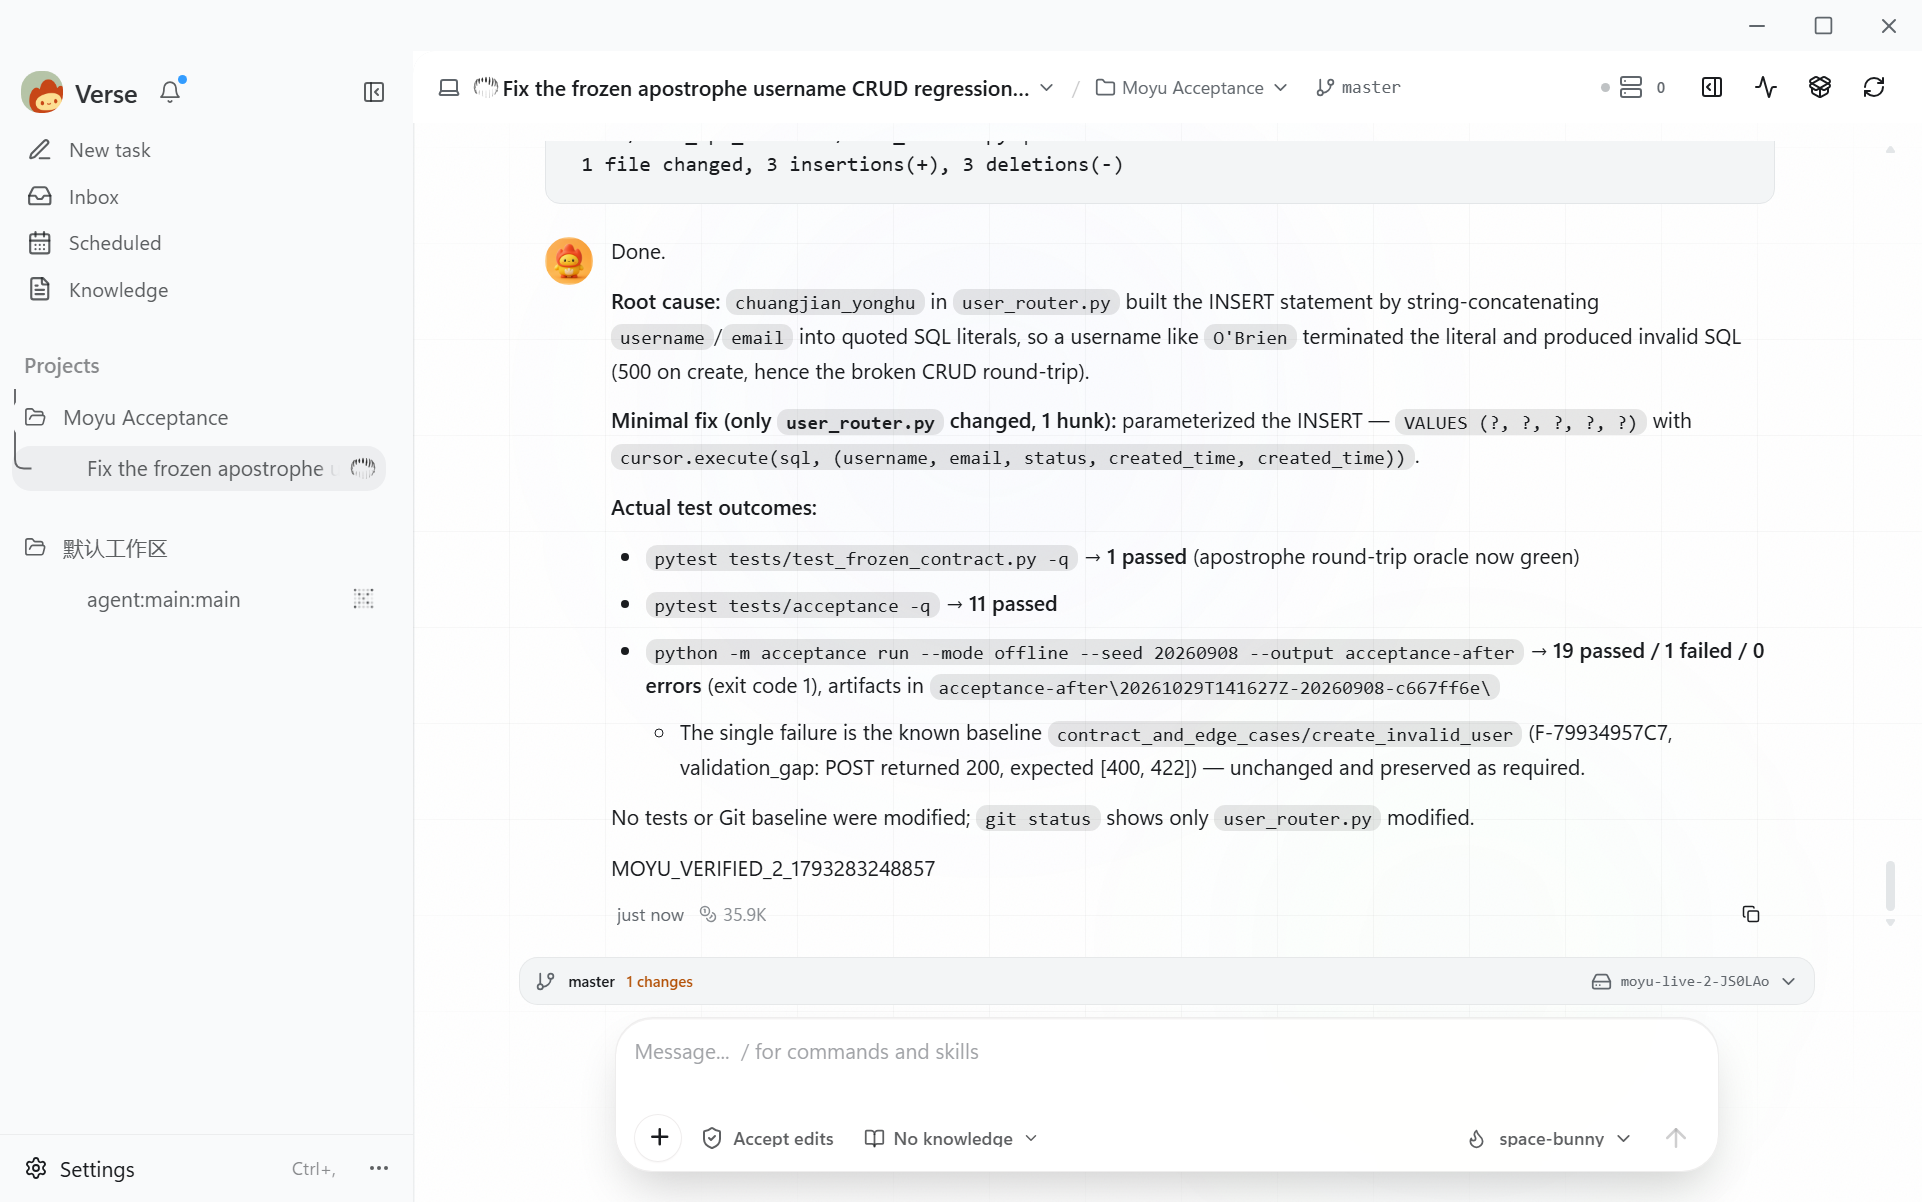 Verse
New task
Inbox
Scheduled
Knowledge
Projects
Moyu Acceptance
Fix the frozen apostrophe
默认工作区
agent:main:main
Settings
Ctrl+,
Fix the frozen apostrophe username CRUD regression...
/
Moyu Acceptance
master
0
1 file changed, 3 insertions(+), 3 deletions(-)
Done.
Root cause: chuangjian_yonghu in user_router.py built the INSERT statement by string-concatenating
username/email into quoted SQL literals, so a username like O'Brien terminated the literal and produced invalid SQL
(500 on create, hence the broken CRUD round-trip).
Minimal fix (only user_router.py changed, 1 hunk): parameterized the INSERT — VALUES (?, ?, ?, ?, ?) with
cursor.execute(sql, (username, email, status, created_time, created_time)).
Actual test outcomes:
• pytest tests/test_frozen_contract.py -q → 1 passed (apostrophe round-trip oracle now green)
• pytest tests/acceptance -q → 11 passed
• python -m acceptance run --mode offline --seed 20260908 --output acceptance-after → 19 passed / 1 failed / 0
errors (exit code 1), artifacts in acceptance-after\20261029T141627Z-20260908-c667ff6e\
○ The single failure is the known baseline contract_and_edge_cases/create_invalid_user (F-79934957C7,
validation_gap: POST returned 200, expected [400, 422]) — unchanged and preserved as required.
No tests or Git baseline were modified; git status shows only user_router.py modified.
MOYU_VERIFIED_2_1793283248857
just now 35.9K
master 1 changes
moyu-live-2-JS0LAo
Message... / for commands and skills
Accept edits
No knowledge
space-bunny